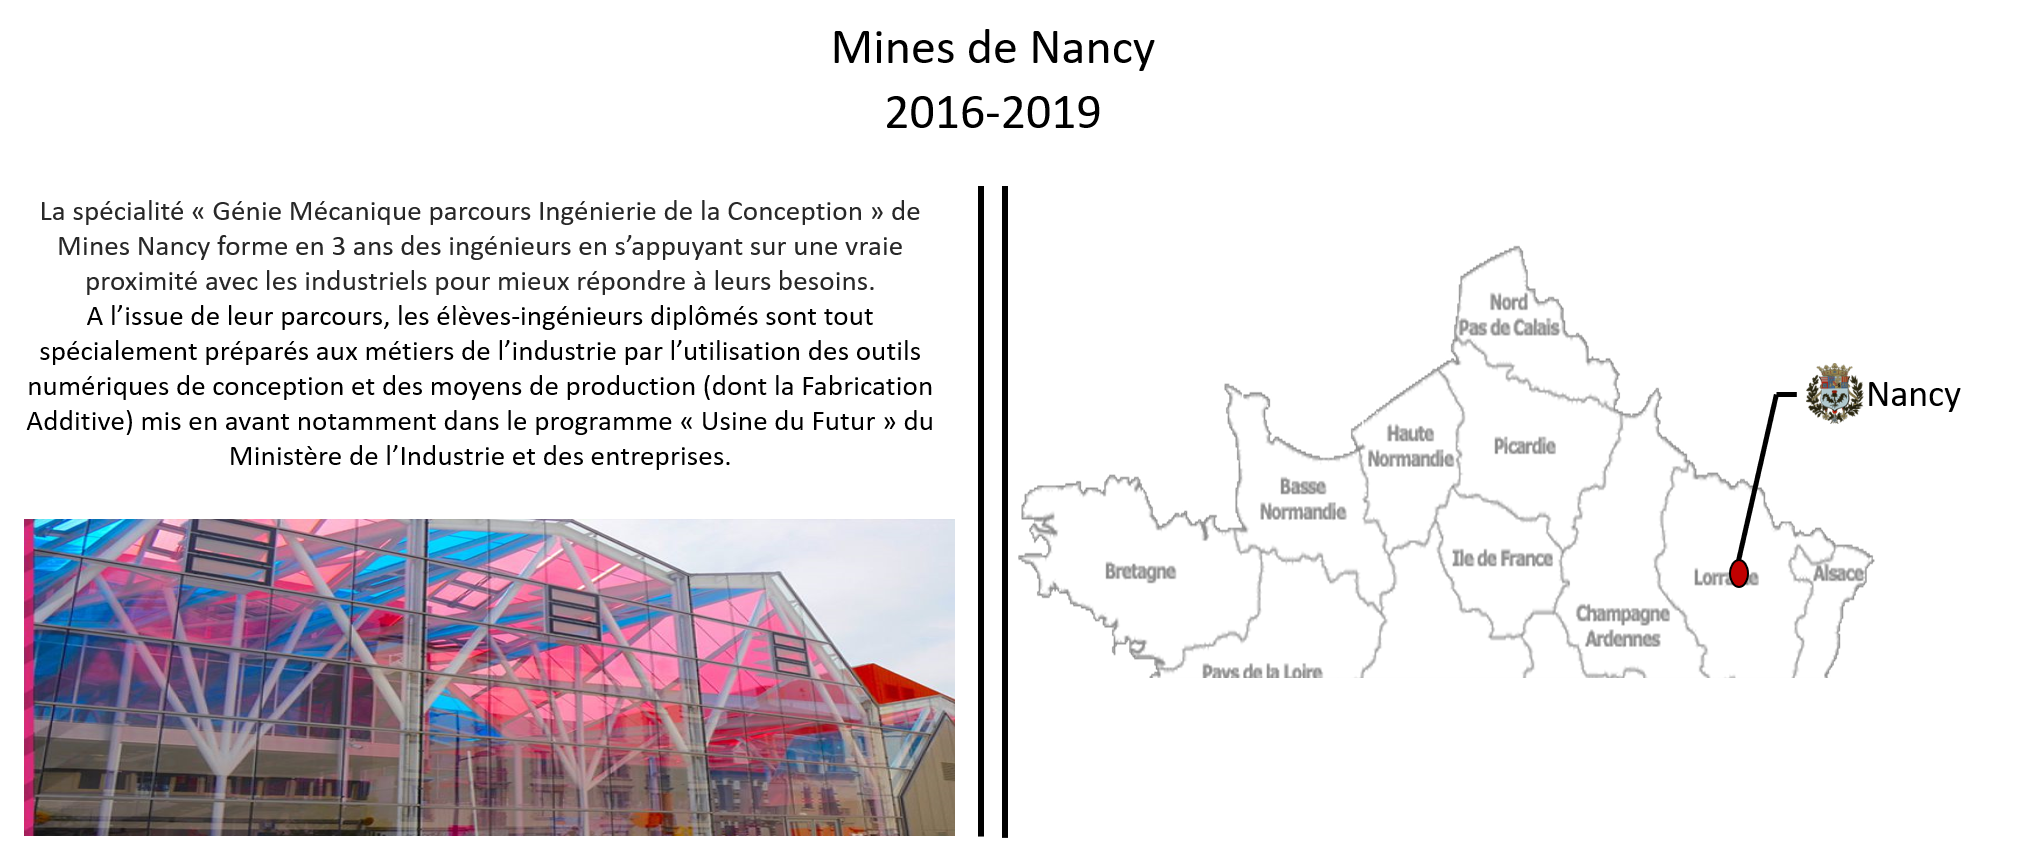 Mines de Nancy
2016-2019
La spécialité « Génie Mécanique parcours Ingénierie de la Conception » de
Mines Nancy forme en 3 ans des ingénieurs en s’appuyant sur une vraie
proximité avec les industriels pour mieux répondre à leurs besoins.
A l’issue de leur parcours, les élèves-ingénieurs diplômés sont tout
spécialement préparés aux métiers de l’industrie par l’utilisation des outils
numériques de conception et des moyens de production (dont la Fabrication
Additive) mis en avant notamment dans le programme « Usine du Futur » du
Ministère de l’Industrie et des entreprises.
Nord
Pas de Calais
Nancy
Haute
Normandie
Picardie
Basse
Normandie
Ile de France
Bretagne
Alsace
Champagne
Ardennes
Pays de la Loire